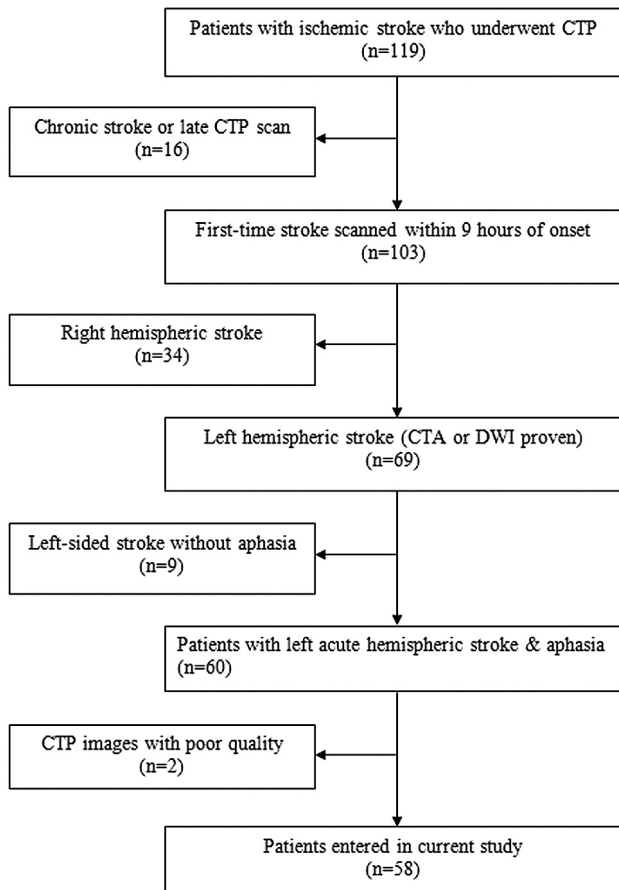 Patients with ischemic stroke who underwent CTP
(n=119)
Chronic stroke or late CTP scan
(n=16)
First-time stroke scanned within 9 hours of onset
(n=103)
Right hemispheric stroke
(n=34)
Left hemispheric stroke (CTA or DWI proven)
(n=69)
Left-sided stroke without aphasia
(n=9)
Patients with left acute hemispheric stroke & aphasia
(n=60)
CTP images with poor quality
(n=2)
Patients entered in current study
(n=58)